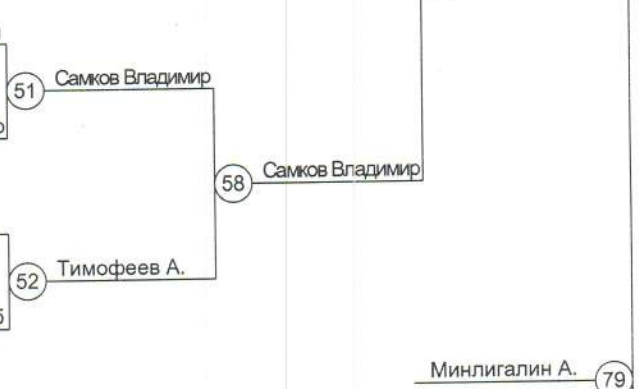 51 Самков Владимир
58 Самков Владимир
52 Тимофеев А.
Минлигалин А. 79